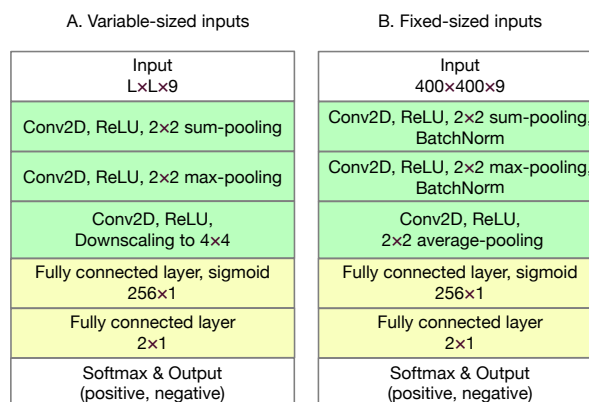 A. Variable-sized inputs
Input
L×L×9
Conv2D, ReLU, 2×2 sum-pooling
Conv2D, ReLU, 2×2 max-pooling
Conv2D, ReLU,
Downscaling to 4×4
Fully connected layer, sigmoid
256×1
Fully connected layer
2×1
Softmax & Output
(positive, negative)
B. Fixed-sized inputs
Input
400×400×9
Conv2D, ReLU, 2×2 sum-pooling,
BatchNorm
Conv2D, ReLU, 2×2 max-pooling,
BatchNorm
Conv2D, ReLU,
2×2 average-pooling
Fully connected layer, sigmoid
256×1
Fully connected layer
2×1
Softmax & Output
(positive, negative)